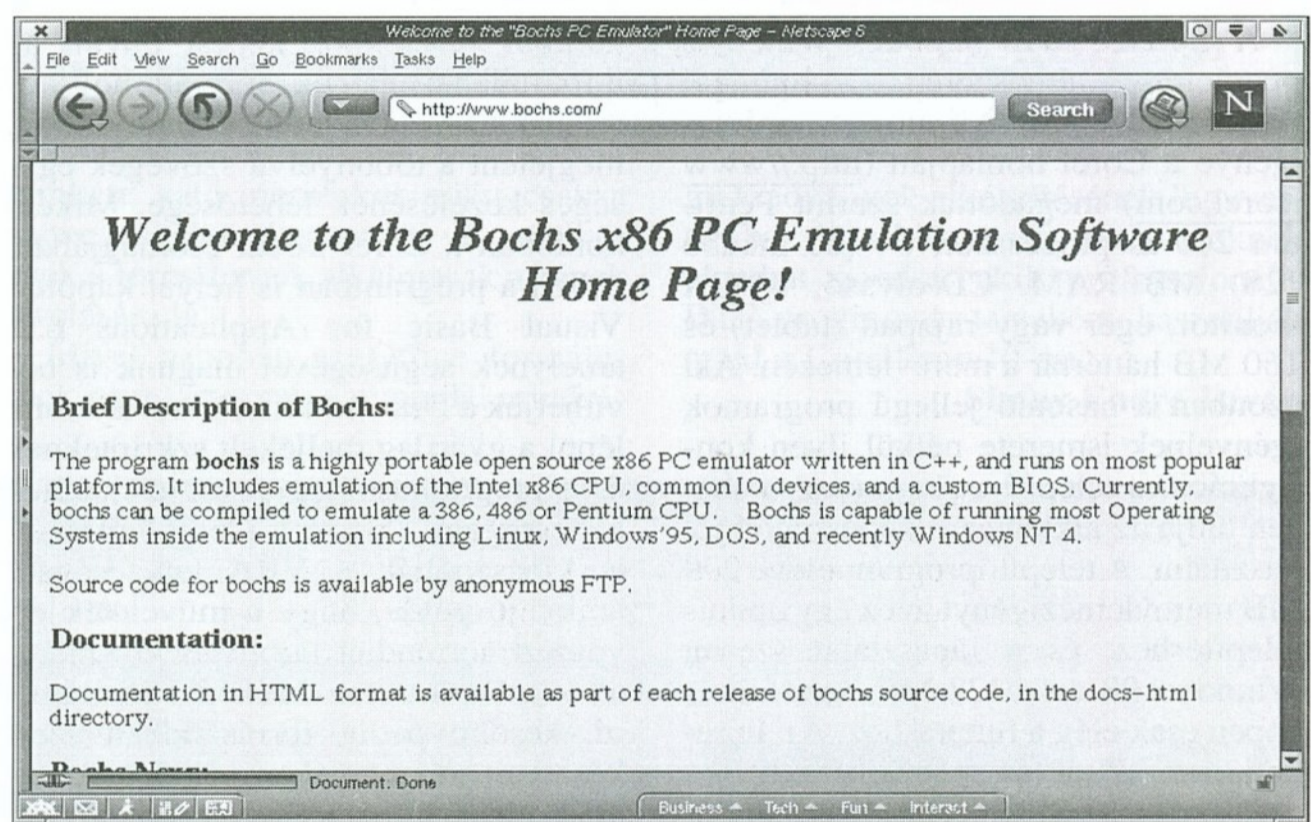 Welcome to the "Bochs PC Emulator" Home Page – Netscape 6
File Edit View Search Go Bookmarks Tasks Help
http://www.bochs.com/
Search
N
Welcome to the Bochs x86 PC Emulation Software
Home Page!
Brief Description of Bochs:
The program bochs is a highly portable open source x86 PC emulator written in C++, and runs on most popular
platforms. It includes emulation of the Intel x86 CPU, common IO devices, and a custom BIOS. Currently,
bochs can be compiled to emulate a 386, 486 or Pentium CPU. Bochs is capable of running most Operating
Systems inside the emulation including Linux, Windows'95, DOS, and recently Windows NT 4.
Source code for bochs is available by anonymous FTP.
Documentation:
Documentation in HTML format is available as part of each release of bochs source code, in the docs-html
directory.
Bochs News:
Document: Done
Business Tech Fun Interact